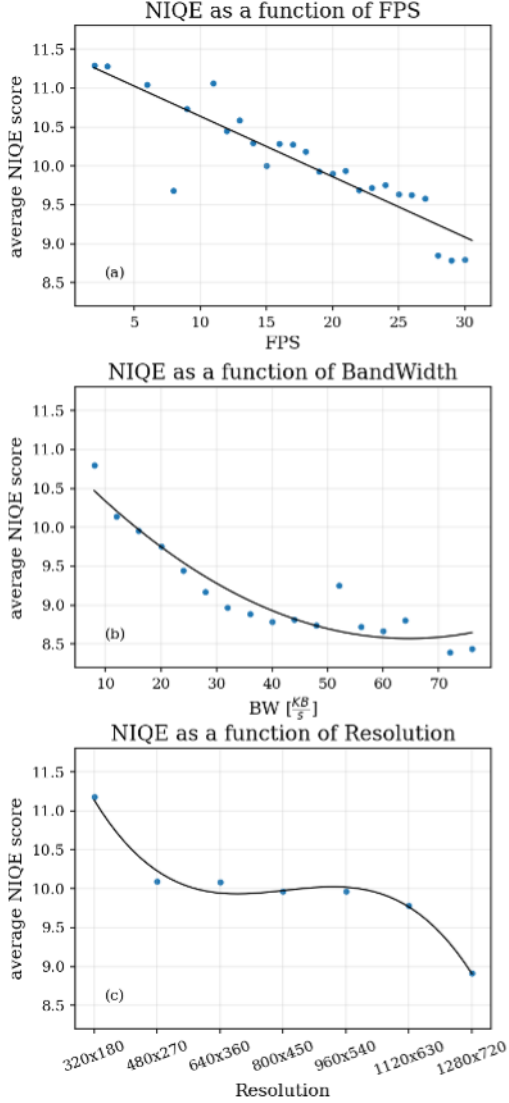 NIQE as a function of FPS
average NIQE score
11.5
11.0
10.5
10.0
9.5
9.0
8.5
(a)
5 10 15 20 25 30
FPS
NIQE as a function of BandWidth
average NIQE score
11.5
11.0
10.5
10.0
9.5
9.0
8.5
(b)
10 20 30 40 50 60 70
BW [KB/s]
NIQE as a function of Resolution
average NIQE score
11.5
11.0
10.5
10.0
9.5
9.0
8.5
(c)
320x180 480x270 640x360 800x450 960x540 1120x630 1280x720
Resolution